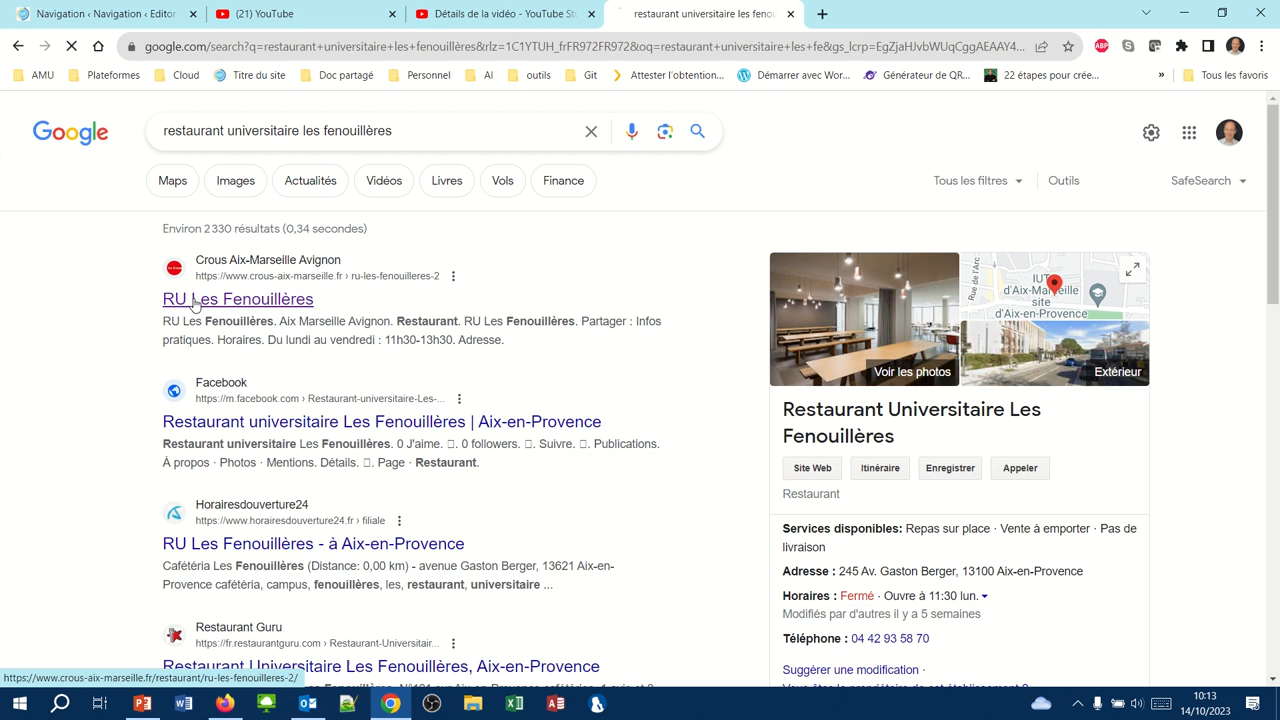 Navigation - Navigation - Editor
(21) YouTube
Détails de la vidéo - YouTube St
restaurant universitaire les feno
google.com/search?q=restaurant+universitaire+les+fenouillères&rlz=1C1YTUH_frFR972FR972&oq=restaurant+universitaire+les+fe&gs_lcrp=EgZjaHJvbWUqCggAEAAY4...
ABP
AMU
Plateformes
Cloud
Titre du site
Doc partagé
Personnel
AI
outils
Git
Attester l'obtention...
Démarrer avec Wor...
Générateur de QR...
22 étapes pour crée...
»
Tous les favoris
Google
restaurant universitaire les fenouillères
Maps
Images
Actualités
Vidéos
Livres
Vols
Finance
Tous les filtres
Outils
SafeSearch
Environ 2 330 résultats (0,34 secondes)
Crous Aix-Marseille Avignon
https://www.crous-aix-marseille.fr › ru-les-fenouilleres-2
RU Les Fenouillères
RU Les Fenouillères. Aix Marseille Avignon. Restaurant. RU Les Fenouillères. Partager : Infos
pratiques. Horaires. Du lundi au vendredi : 11h30-13h30. Adresse.
Facebook
https://m.facebook.com › Restaurant-universitaire-Les-...
Restaurant universitaire Les Fenouillères | Aix-en-Provence
Restaurant universitaire Les Fenouillères. 0 J'aime. 0 followers. Suivre. Publications.
À propos · Photos · Mentions. Détails. Page · Restaurant.
Horairesdouverture24
https://www.horairesdouverture24.fr › filiale
RU Les Fenouillères - à Aix-en-Provence
Cafétéria Les Fenouillères (Distance: 0,00 km) - avenue Gaston Berger, 13621 Aix-en-
Provence cafétéria, campus, fenouillères, les, restaurant, universitaire ...
Restaurant Guru
https://fr.restaurantguru.com › Restaurant-Universitair...
Restaurant Universitaire Les Fenouillères, Aix-en-Provence
Rue de l'Arc
IUT
d'Aix-Marseille
site
d'Aix-en-Provence
Voir les photos
Extérieur
Restaurant Universitaire Les
Fenouillères
Site Web
Itinéraire
Enregistrer
Appeler
Restaurant
Services disponibles: Repas sur place · Vente à emporter · Pas de
livraison
Adresse : 245 Av. Gaston Berger, 13100 Aix-en-Provence
Horaires : Fermé · Ouvre à 11:30 lun.
Modifiés par d'autres il y a 5 semaines
Téléphone : 04 42 93 58 70
Suggérer une modification ·
https://www.crous-aix-marseille.fr/restaurant/ru-les-fenouilleres-2/
10:13
14/10/2023